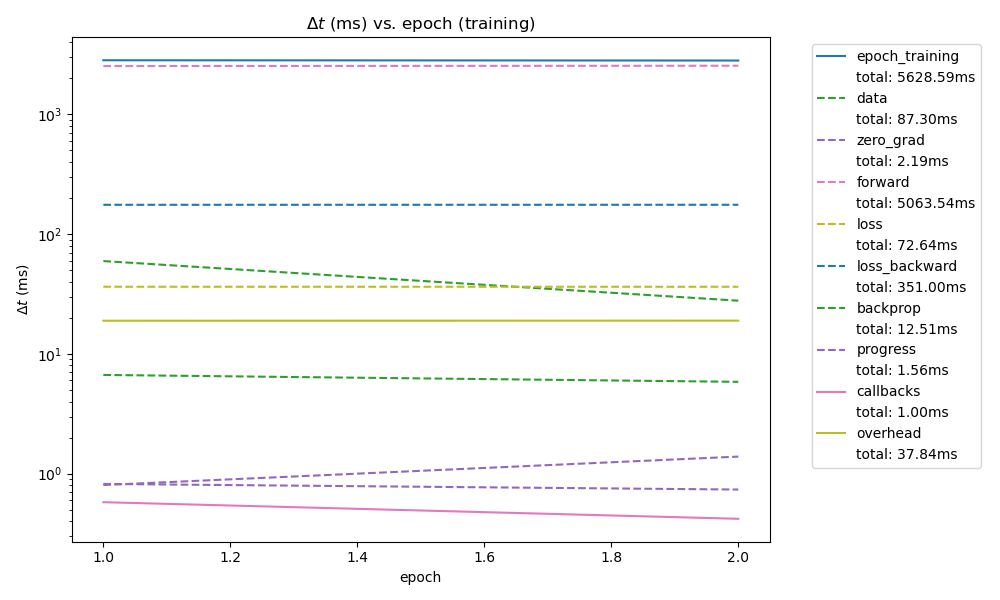 Δt (ms) vs. epoch (training)
Δt (ms)
10³
10²
10¹
10⁰
1.0
1.2
1.4
1.6
1.8
2.0
epoch
epoch_training
total: 5628.59ms
data
total: 87.30ms
zero_grad
total: 2.19ms
forward
total: 5063.54ms
loss
total: 72.64ms
loss_backward
total: 351.00ms
backprop
total: 12.51ms
progress
total: 1.56ms
callbacks
total: 1.00ms
overhead
total: 37.84ms